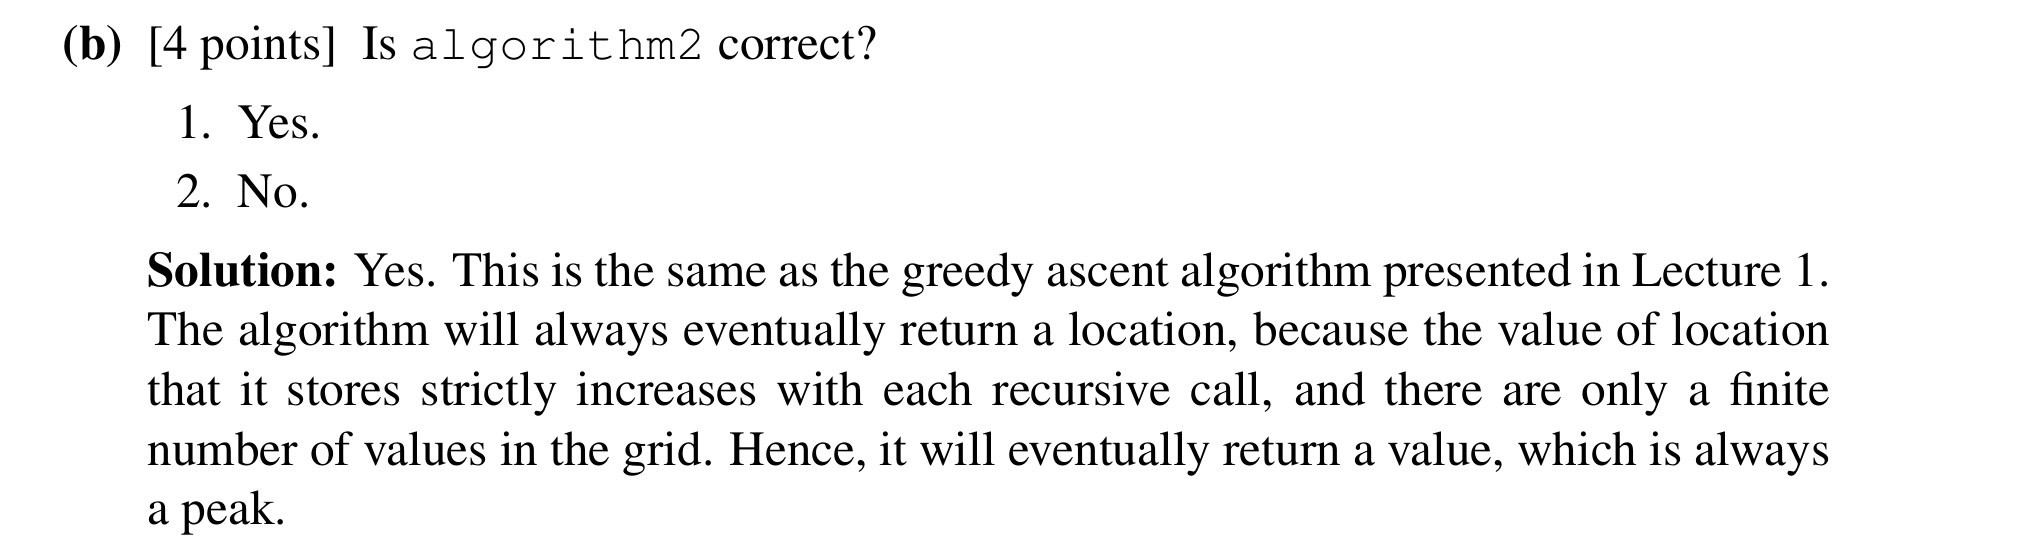 (b) [4 points] Is algorithm2 correct?
1. Yes.
2. No.
Solution: Yes. This is the same as the greedy ascent algorithm presented in Lecture 1.
The algorithm will always eventually return a location, because the value of location
that it stores strictly increases with each recursive call, and there are only a finite
number of values in the grid. Hence, it will eventually return a value, which is always
a peak.